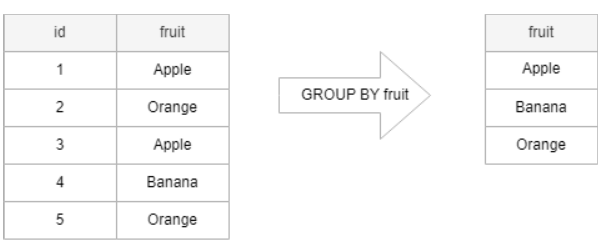 id fruit
1 Apple
2 Orange
3 Apple
4 Banana
5 Orange
GROUP BY fruit
fruit
Apple
Banana
Orange